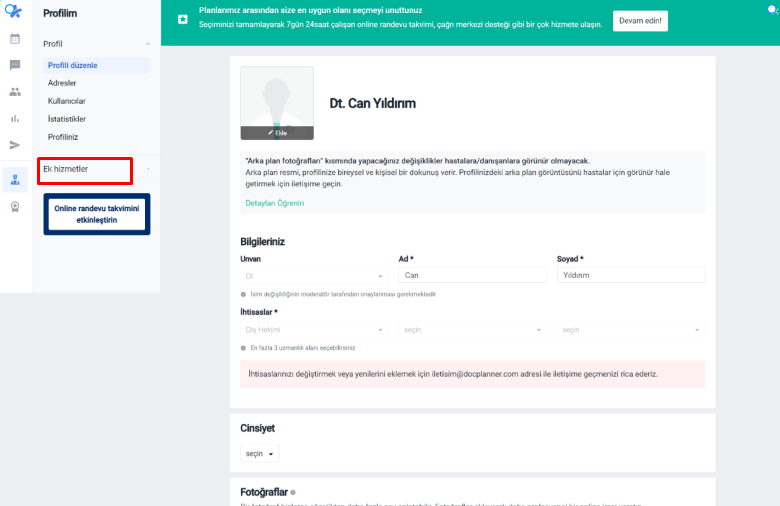 Profilim
Planlarımız arasından size en uygun olanı seçmeyi unuttunuz
Seçiminizi tamamlayarak 7gün 24saat çalışan online randevu takvimi, çağrı merkezi desteği gibi bir çok hizmete ulaşın.
Devam edin!
Profil
Profili düzenle
Adresler
Kullanıcılar
İstatistikler
Profiliniz
Ek hizmetler
Online randevu takvimini
etkinleştirin
Ekle
Dt. Can Yıldırım
"Arka plan fotoğrafları" kısmında yapacağınız değişiklikler hastalara/danışanlara görünür olmayacak.
Arka plan resmi, profilinize bireysel ve kişisel bir dokunuş verir. Profilinizdeki arka plan görüntüsünü hastalar için görünür hale
getirmek için iletişime geçin.
Detayları Öğrenin
Bilgileriniz
Unvan Ad * Soyad *
Dt. Can Yıldırım
İsim değişikliğinin moderatör tarafından onaylanması gerekmektedir
İhtisaslar *
Diş Hekimi seçin seçin
En fazla 3 uzmanlık alanı seçebilirsiniz
İhtisaslarınızı değiştirmek veya yenilerini eklemek için iletisim@docplanner.com adresi ile iletişime geçmenizi rica ederiz.
Cinsiyet
seçin
Fotoğraflar